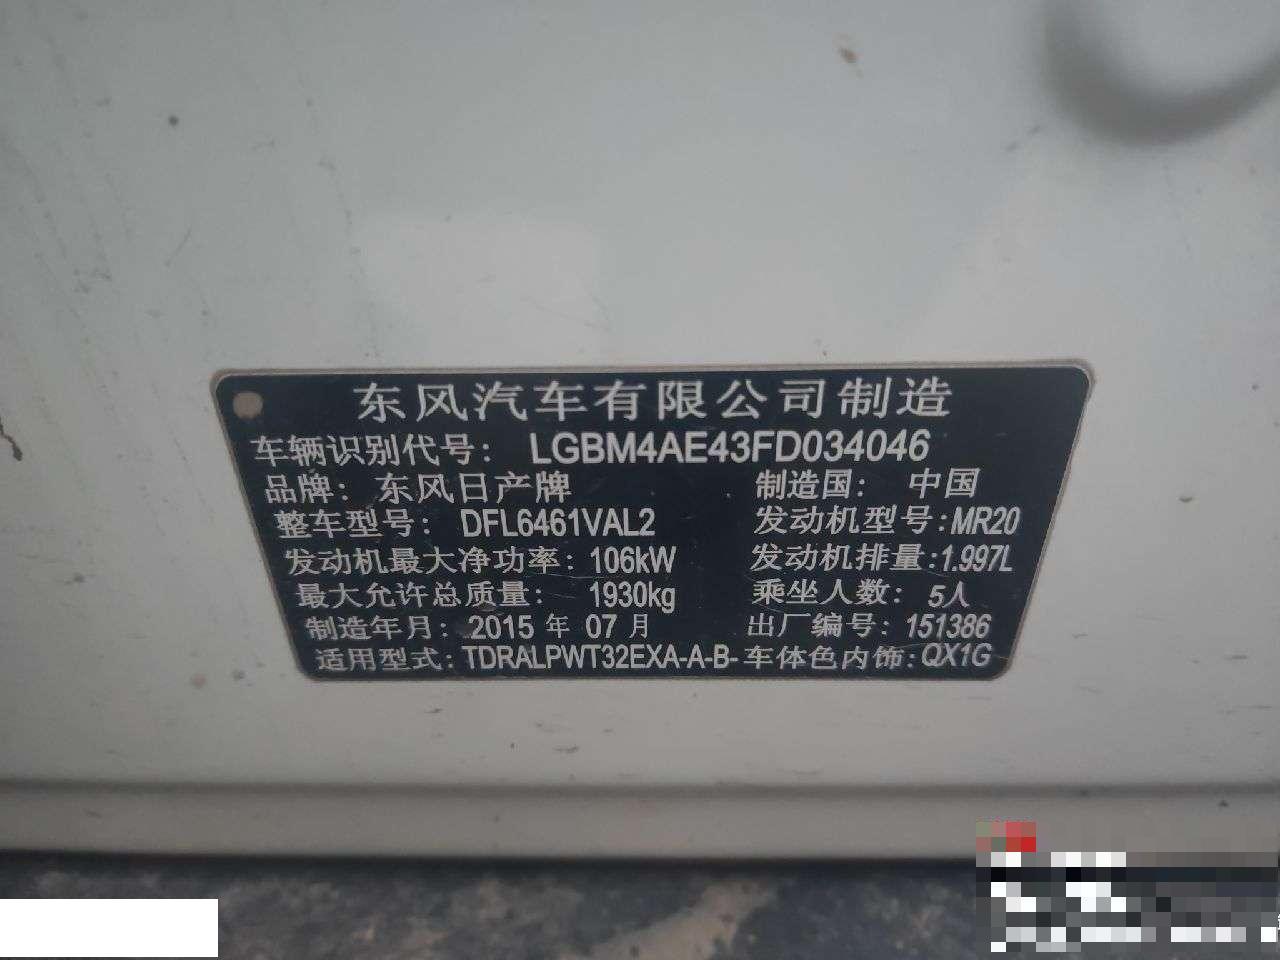 东风汽车有限公司制造
车辆识别代号: LGBM4AE43FD034046
品牌: 东风日产牌 制造国: 中国
整车型号: DFL6461VAL2 发动机型号:MR20
发动机最大净功率: 106kW 发动机排量:1.997L
最大允许总质量: 1930kg 乘坐人数: 5人
制造年月: 2015 年 07 月 出厂编号: 151386
适用型式: TDRALPWT32EXA-A-B- 车体色内饰: QX1G